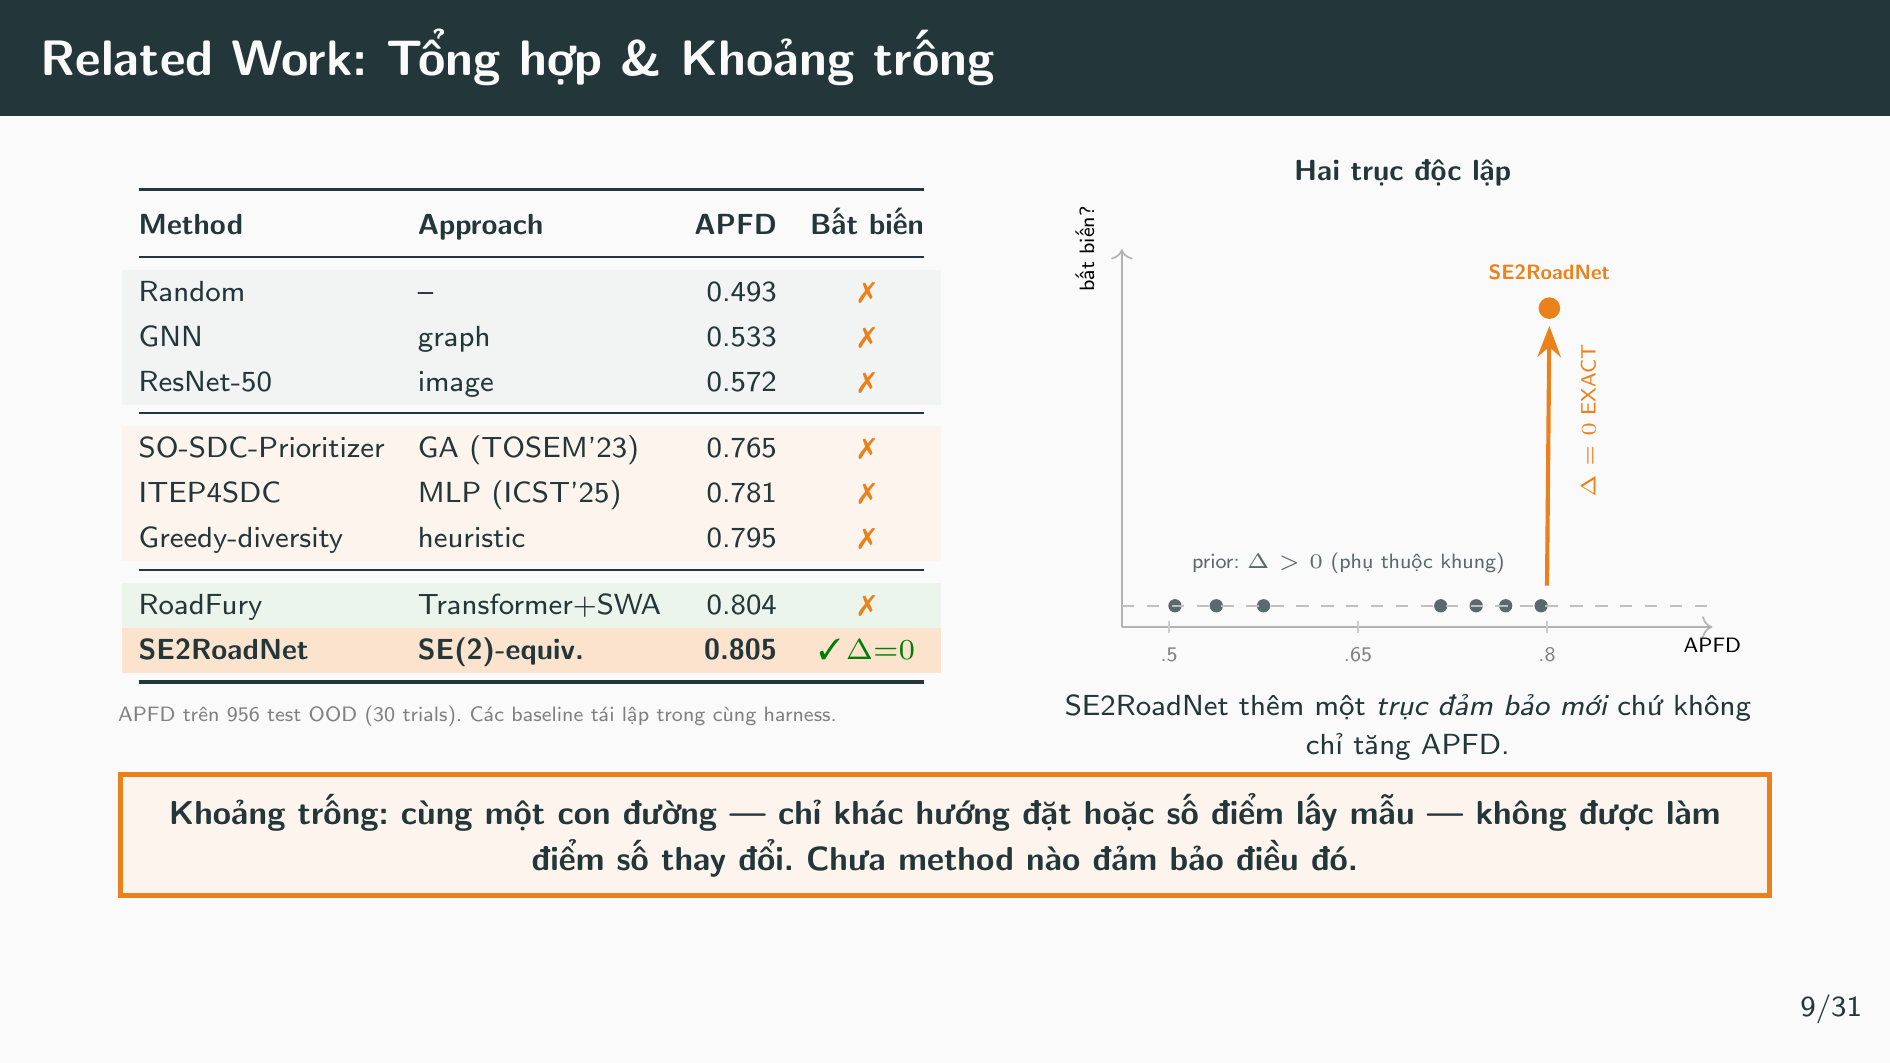 Related Work: Tổng hợp & Khoảng trống
Method Approach APFD Bất biến
Random – 0.493 ✗
GNN graph 0.533 ✗
ResNet-50 image 0.572 ✗
SO-SDC-Prioritizer GA (TOSEM'23) 0.765 ✗
ITEP4SDC MLP (ICST'25) 0.781 ✗
Greedy-diversity heuristic 0.795 ✗
RoadFury Transformer+SWA 0.804 ✗
SE2RoadNet SE(2)-equiv. 0.805 ✓Δ=0
APFD trên 956 test OOD (30 trials). Các baseline tái lập trong cùng harness.
Hai trục độc lập
bất biến?
SE2RoadNet
Δ = 0 EXACT
prior: Δ > 0 (phụ thuộc khung)
.5 .65 .8
APFD
SE2RoadNet thêm một trục đảm bảo mới chứ không
chỉ tăng APFD.
Khoảng trống: cùng một con đường — chỉ khác hướng đặt hoặc số điểm lấy mẫu — không được làm
điểm số thay đổi. Chưa method nào đảm bảo điều đó.
9/31